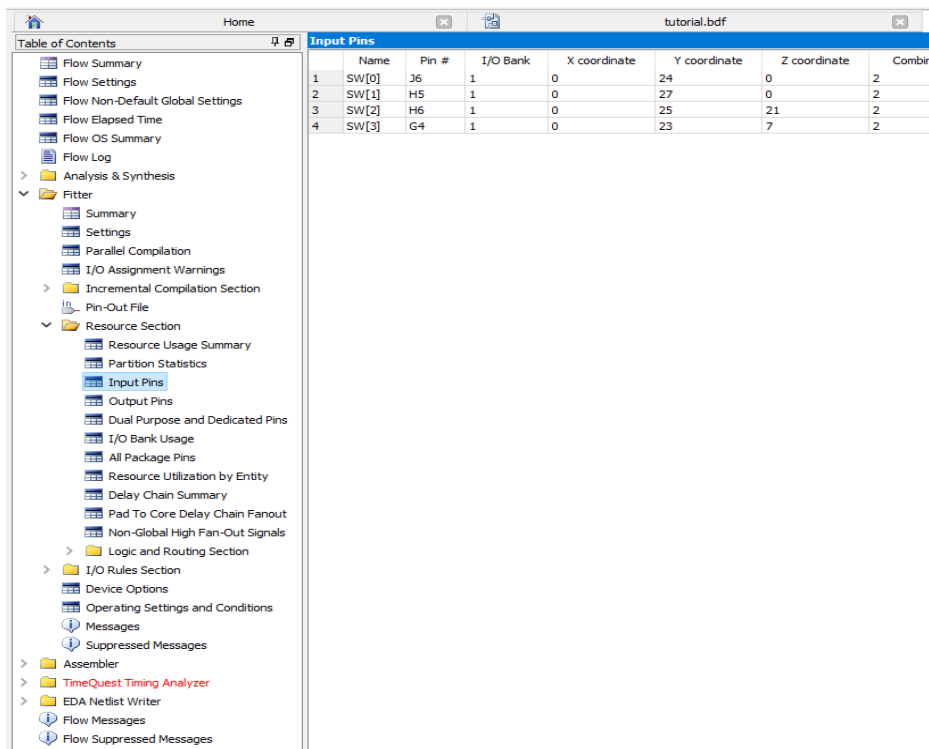 Home tutorial.bdf
Table of Contents
Flow Summary
Flow Settings
Flow Non-Default Global Settings
Flow Elapsed Time
Flow OS Summary
Flow Log
Analysis & Synthesis
Fitter
Summary
Settings
Parallel Compilation
I/O Assignment Warnings
Incremental Compilation Section
in
Pin-Out File
Resource Section
Resource Usage Summary
Partition Statistics
Input Pins
Output Pins
Dual Purpose and Dedicated Pins
I/O Bank Usage
All Package Pins
Resource Utilization by Entity
Delay Chain Summary
Pad To Core Delay Chain Fanout
Non-Global High Fan-Out Signals
Logic and Routing Section
I/O Rules Section
Device Options
Operating Settings and Conditions
Messages
Suppressed Messages
Assembler
TimeQuest Timing Analyzer
EDA Netlist Writer
Flow Messages
Flow Suppressed Messages
Input Pins
Name Pin # I/O Bank X coordinate Y coordinate Z coordinate Combin
1 SW[0] J6 1 0 24 0 2
2 SW[1] H5 1 0 27 0 2
3 SW[2] H6 1 0 25 21 2
4 SW[3] G4 1 0 23 7 2